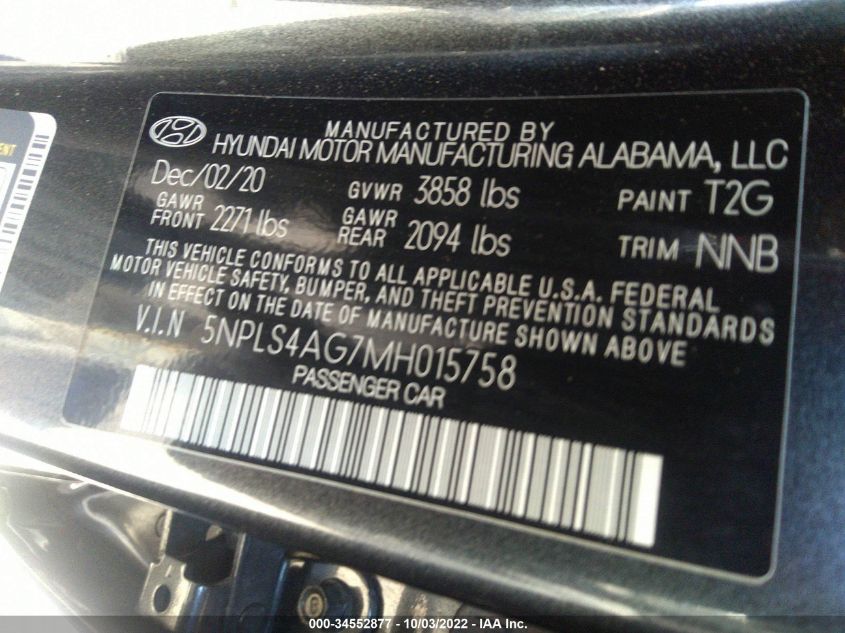 MANUFACTURED BY
HYUNDAI MOTOR MANUFACTURING ALABAMA, LLC
Dec/02/20 GVWR 3858 lbs PAINT T2G
GAWR FRONT 2271 lbs GAWR REAR 2094 lbs TRIM NNB
THIS VEHICLE CONFORMS TO ALL APPLICABLE U.S.A. FEDERAL
MOTOR VEHICLE SAFETY, BUMPER, AND THEFT PREVENTION STANDARDS
IN EFFECT ON THE DATE OF MANUFACTURE SHOWN ABOVE
V.I.N 5NPLS4AG7MH015758
PASSENGER CAR
000-34552877 - 10/03/2022 - IAA Inc.